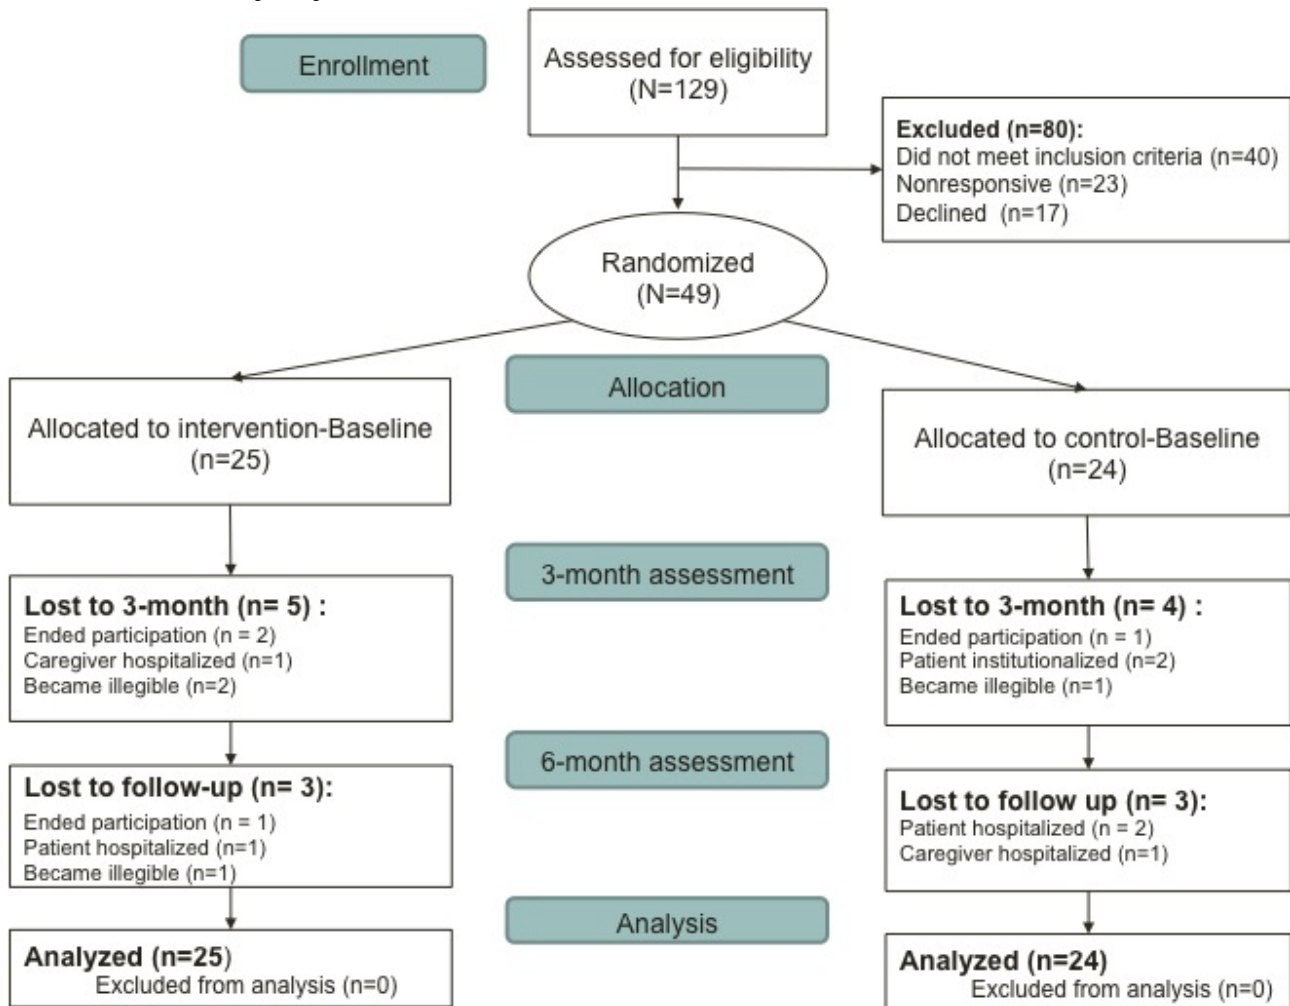 Enrollment
Assessed for eligibility
(N=129)
Excluded (n=80):
Did not meet inclusion criteria (n=40)
Nonresponsive (n=23)
Declined  (n=17)
Randomized
(N=49)
Allocation
Allocated to intervention-Baseline
(n=25)
Allocated to control-Baseline
(n=24)
3-month assessment
Lost to 3-month (n= 5) :
Ended participation (n = 2)
Caregiver hospitalized (n=1)
Became illegible (n=2)
Lost to 3-month (n= 4) :
Ended participation (n = 1)
Patient institutionalized (n=2)
Became illegible (n=1)
6-month assessment
Lost to follow-up (n= 3):
Ended participation (n = 1)
Patient hospitalized (n=1)
Became illegible (n=1)
Lost to follow up (n= 3):
Patient hospitalized (n = 2)
Caregiver hospitalized (n=1)
Analysis
Analyzed (n=25)
Excluded from analysis (n=0)
Analyzed (n=24)
Excluded from analysis (n=0)